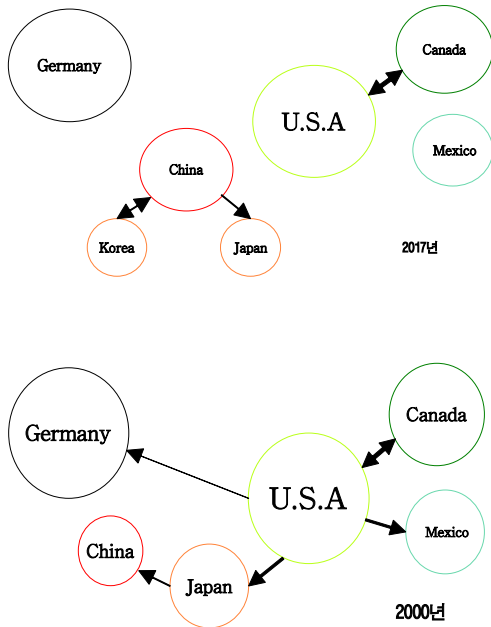 Germany
Canada
U.S.A
Mexico
China
Korea
Japan
2017년
Germany
Canada
U.S.A
Mexico
China
Japan
2000년